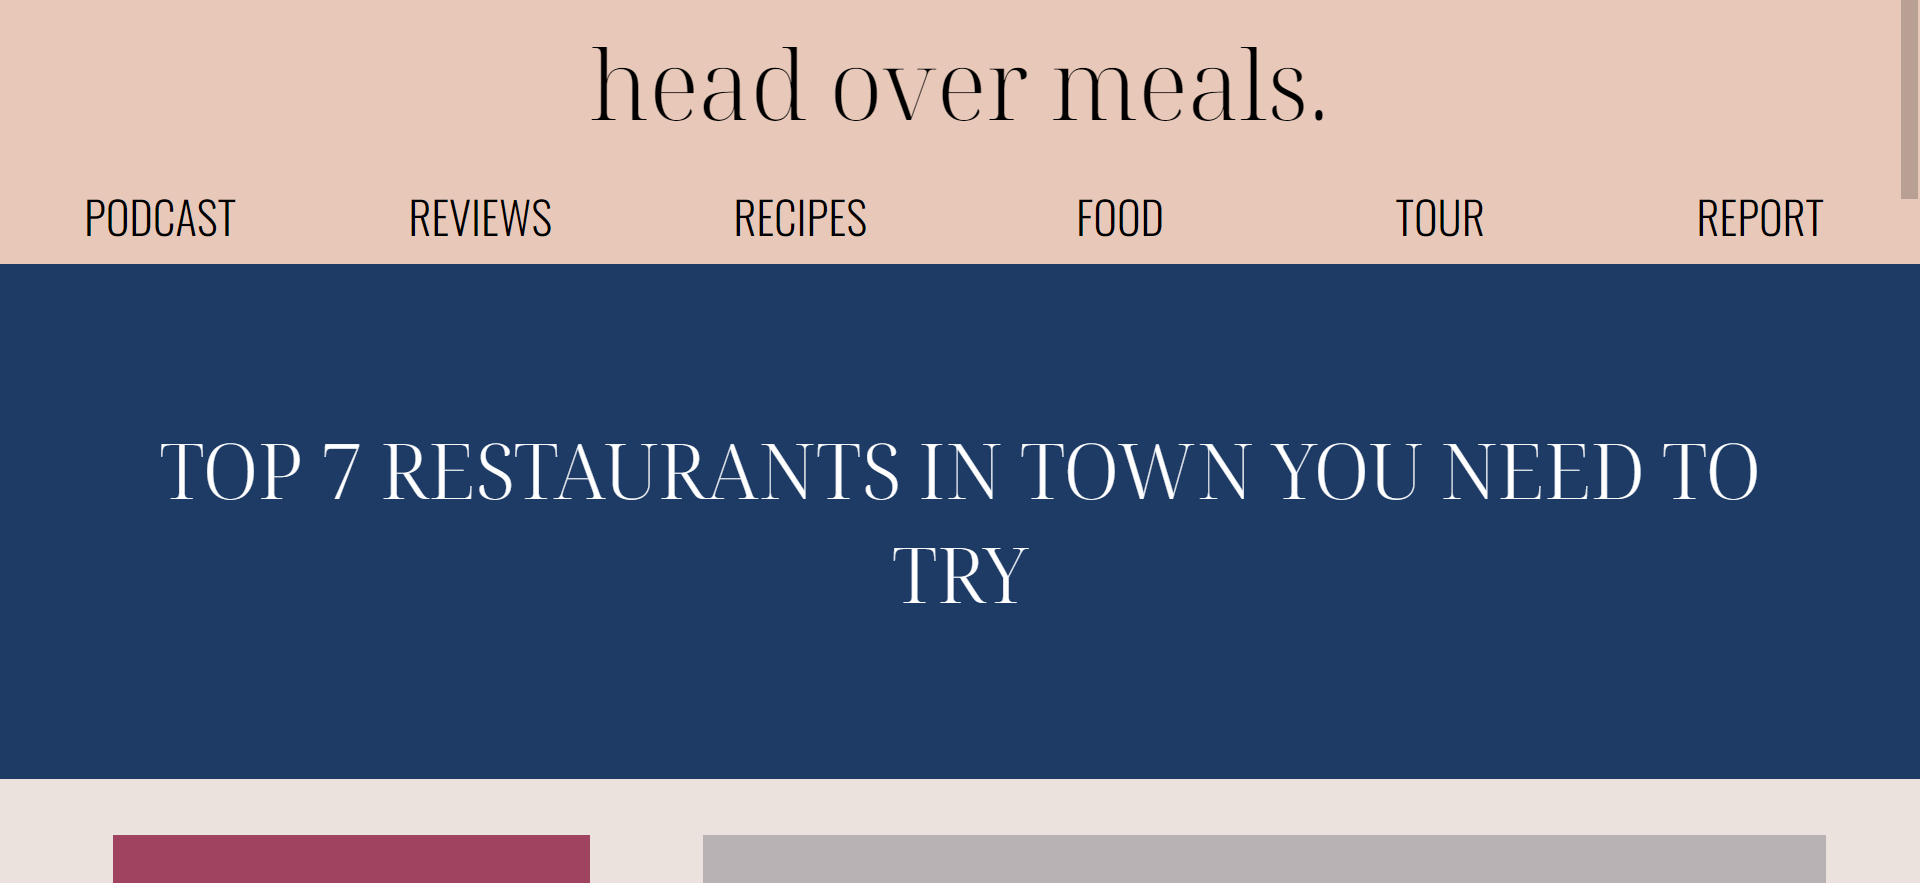 head over meals.
PODCAST REVIEWS RECIPES FOOD TOUR REPORT
TOP 7 RESTAURANTS IN TOWN YOU NEED TO
TRY